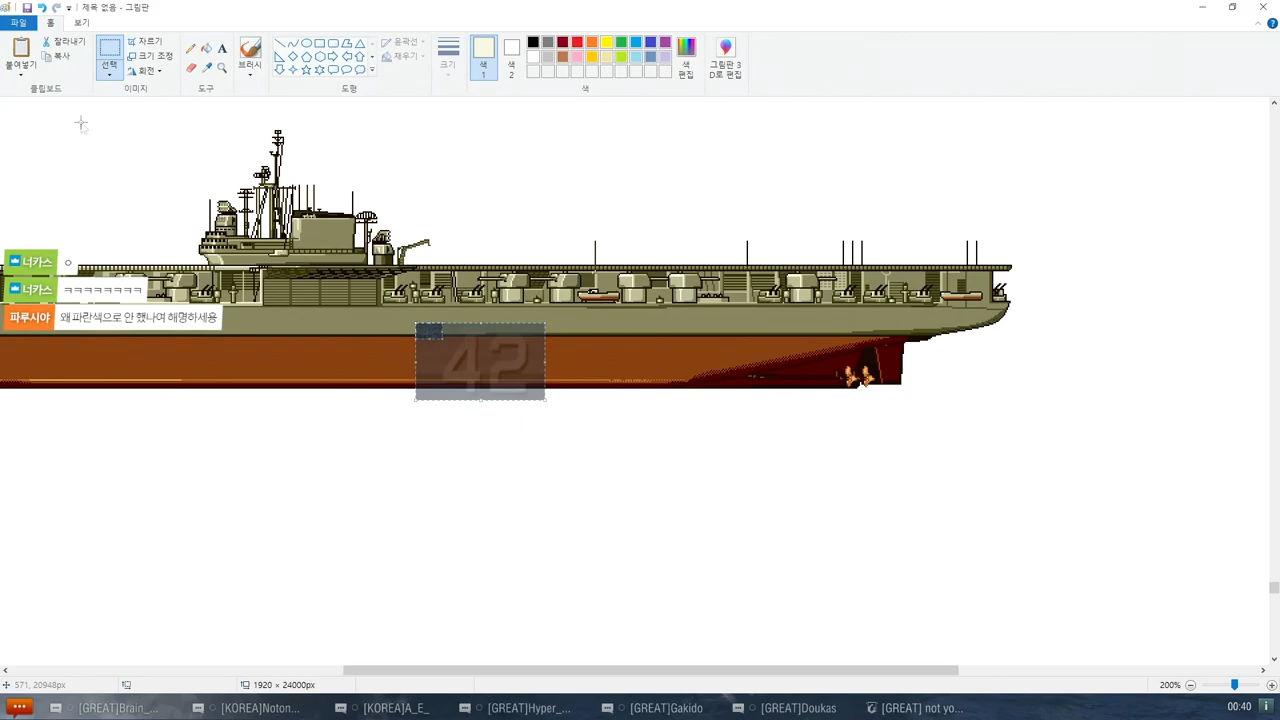 제목 없음 - 그림판
파일
홈
보기
붙여넣기
잘라내기
복사
클립보드
선택
자르기
크기 조정
회전
이미지
A
도구
브러시
윤곽선
채우기
도형
크기
색
1
색
2
색
편집
그림판 3
D로 편집
색
너카스 ㅇ
너카스 ㅋㅋㅋㅋㅋㅋㅋㅋ
파루시야 왜 파란색으로 안 했나여 해명하세용
42
571, 20948px
1920 × 24000px
200%
[GREAT]Brain_...
[KOREA]Noton...
[KOREA]A_E_
[GREAT]Hyper_...
[GREAT]Gakido
[GREAT]Doukas
[GREAT] not yo...
00:40